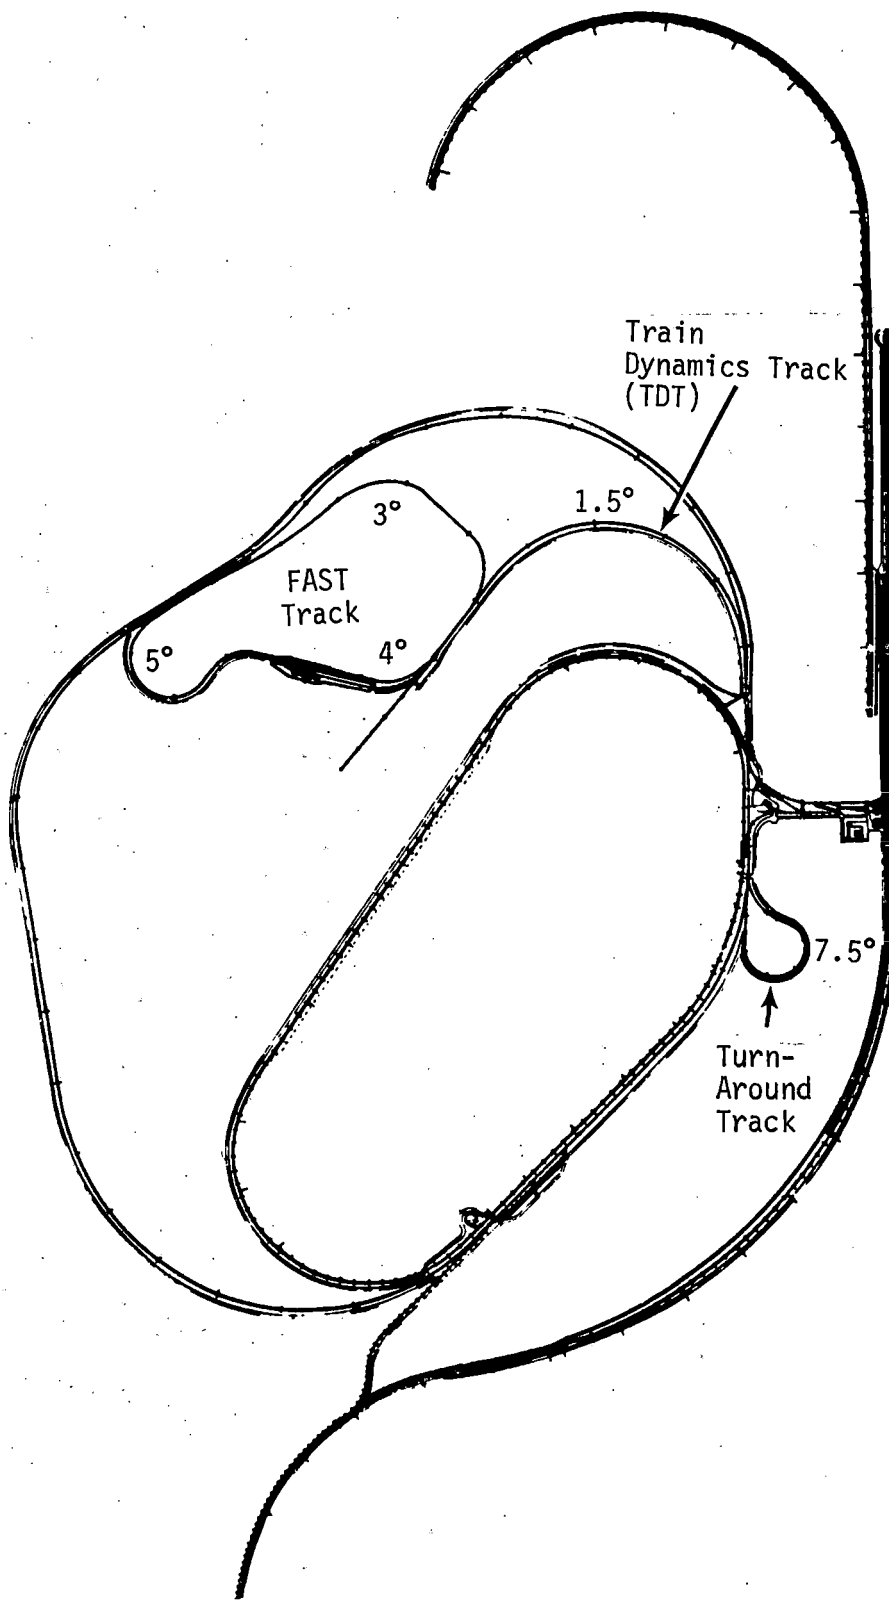 Train
Dynamics Track
(TDT)
1.5°
3°
FAST
Track
5°
4°
7.5°
Turn-
Around
Track